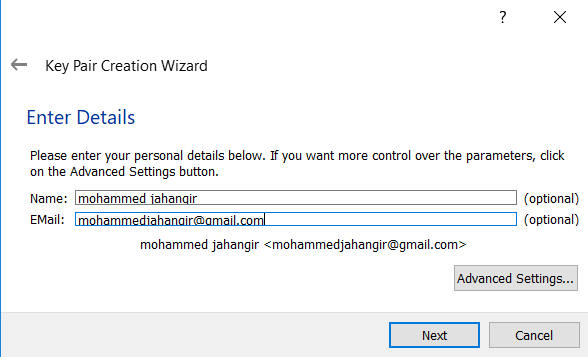 ?
Key Pair Creation Wizard
Enter Details
Please enter your personal details below. If you want more control over the parameters, click
on the Advanced Settings button.
Name: mohammed jahangir (optional)
EMail: mohammedjahangir@gmail.com (optional)
mohammed jahangir <mohammedjahangir@gmail.com>
Advanced Settings...
Next Cancel